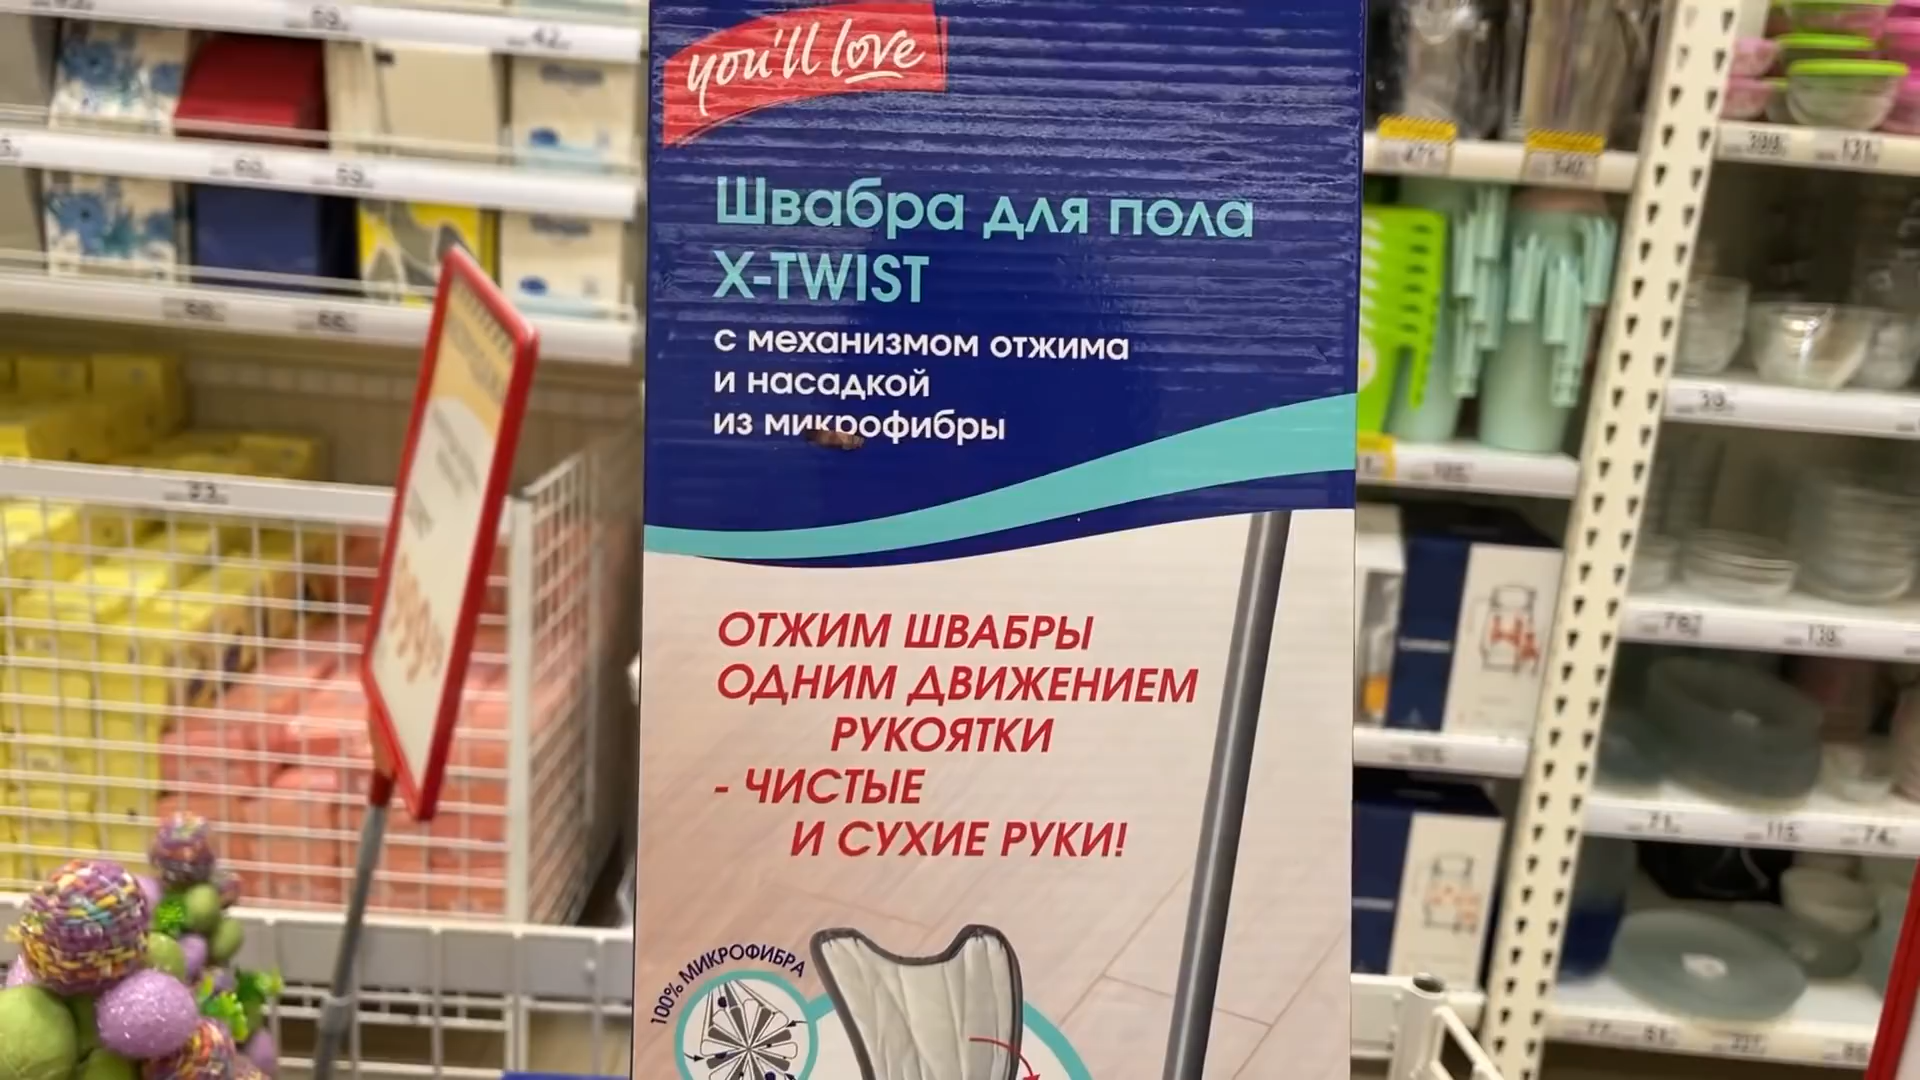 you'll love
Швабра для пола
X-TWIST
с механизмом отжима
и насадкой
из микрофибры
ОТЖИМ ШВАБРЫ
ОДНИМ ДВИЖЕНИЕМ
РУКОЯТКИ
- ЧИСТЫЕ
И СУХИЕ РУКИ!
100% МИКРОФИБРА